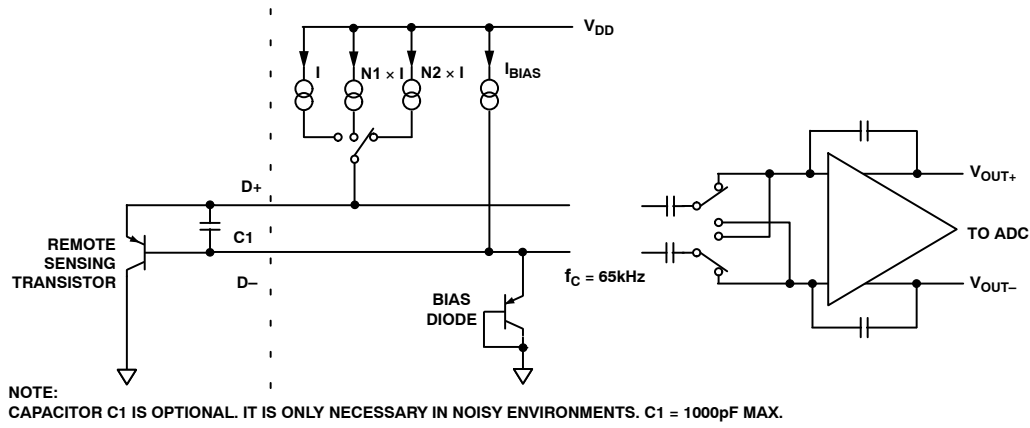 V_DD
I
N1 × I
N2 × I
I_BIAS
D+
C1
REMOTE
SENSING
TRANSISTOR
D–
BIAS
DIODE
f_C = 65kHz
V_OUT+
TO ADC
V_OUT–
NOTE:
CAPACITOR C1 IS OPTIONAL. IT IS ONLY NECESSARY IN NOISY ENVIRONMENTS. C1 = 1000pF MAX.